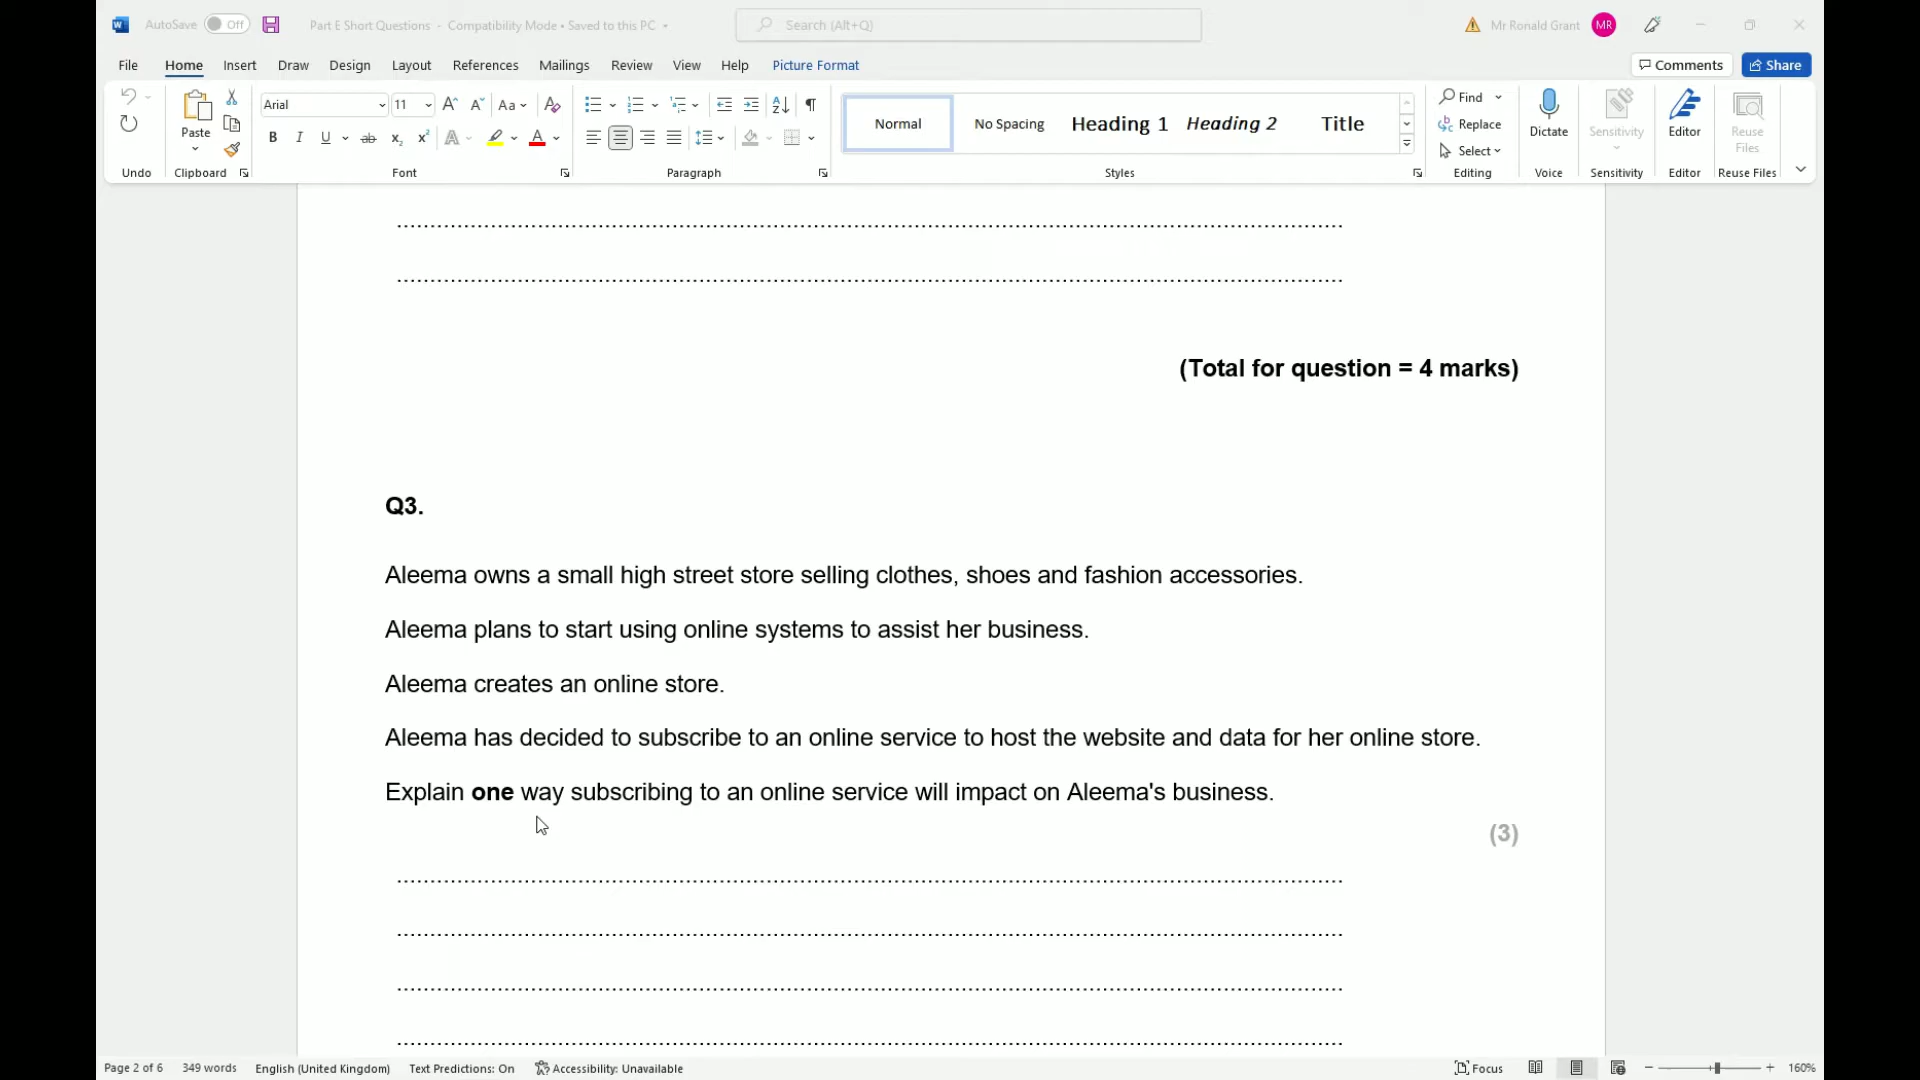 AutoSave Off Part E Short Questions - Compatibility Mode • Saved to this PC Search (Alt+Q) Mr Ronald Grant MR
File Home Insert Draw Design Layout References Mailings Review View Help Picture Format Comments Share
Arial 11 Aa
Paste
B I U ab x₂ x² A A
Normal No Spacing Heading 1 Heading 2 Title
Find
Replace
Select
Dictate Sensitivity Editor Reuse Files
Undo Clipboard Font Paragraph Styles Editing Voice Sensitivity Editor Reuse Files
(Total for question = 4 marks)
Q3.
Aleema owns a small high street store selling clothes, shoes and fashion accessories.
Aleema plans to start using online systems to assist her business.
Aleema creates an online store.
Aleema has decided to subscribe to an online service to host the website and data for her online store.
Explain one way subscribing to an online service will impact on Aleema's business.
(3)
Page 2 of 6 349 words English (United Kingdom) Text Predictions: On Accessibility: Unavailable Focus 160%